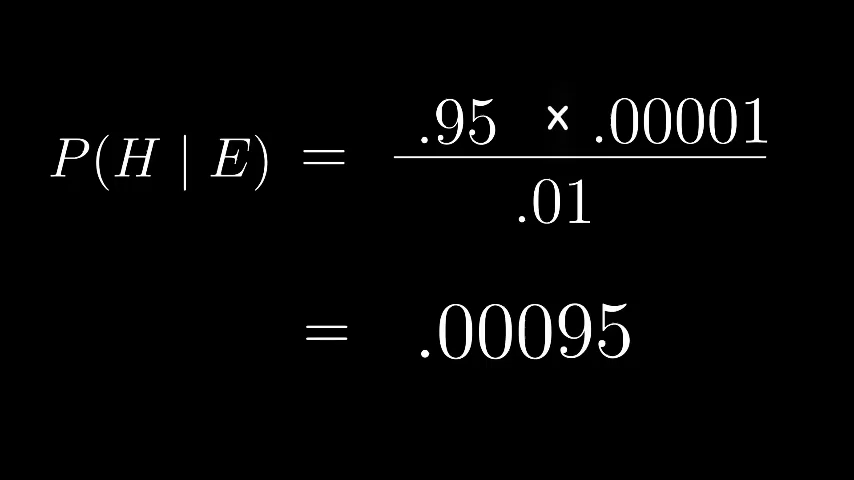 P(H | E) = .95 × .00001
.01
= .00095